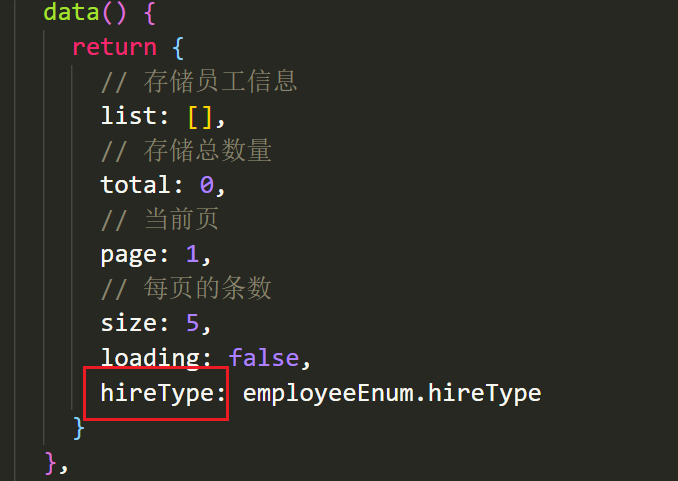 data() {
return {
// 存储员工信息
list: [],
// 存储总数量
total: 0,
// 当前页
page: 1,
// 每页的条数
size: 5,
loading: false,
hireType: employeeEnum.hireType
}
},